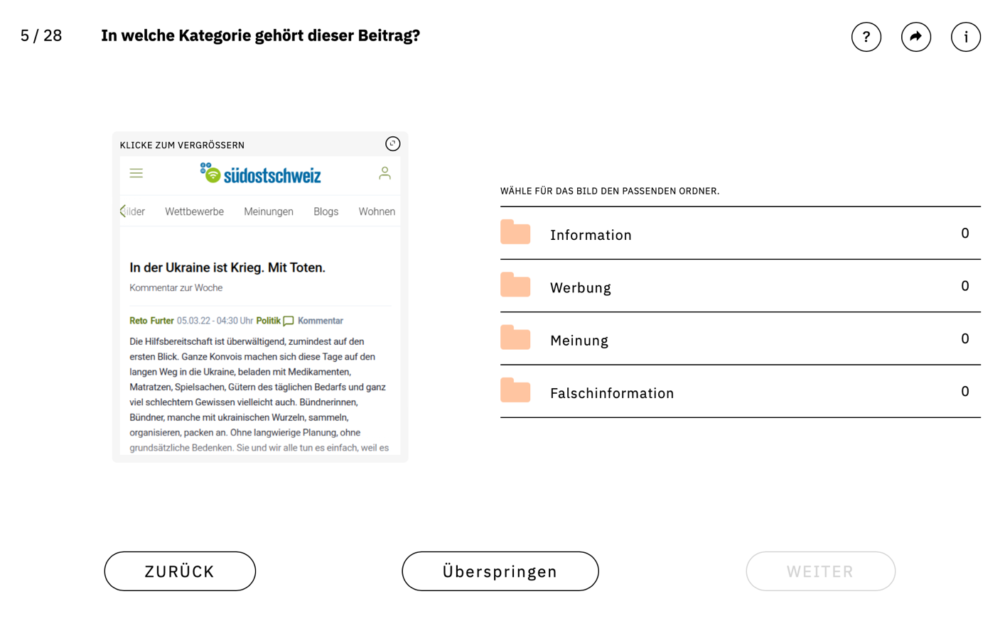 5 / 28
In welche Kategorie gehört dieser Beitrag?
?
i
KLICKE ZUM VERGRÖSSERN
südostschweiz
Bilder Wettbewerbe Meinungen Blogs Wohnen
In der Ukraine ist Krieg. Mit Toten.
Kommentar zur Woche
Reto Furter 05.03.22 - 04:30 Uhr Politik Kommentar
Die Hilfsbereitschaft ist überwältigend, zumindest auf den
ersten Blick. Ganze Konvois machen sich diese Tage auf den
langen Weg in die Ukraine, beladen mit Medikamenten,
Matratzen, Spielsachen, Gütern des täglichen Bedarfs und ganz
viel schlechtem Gewissen vielleicht auch. Bündnerinnen,
Bündner, manche mit ukrainischen Wurzeln, sammeln,
organisieren, packen an. Ohne langwierige Planung, ohne
grundsätzliche Bedenken. Sie und wir alle tun es einfach, weil es
WÄHLE FÜR DAS BILD DEN PASSENDEN ORDNER.
Information 0
Werbung 0
Meinung 0
Falschinformation 0
ZURÜCK
Überspringen
WEITER